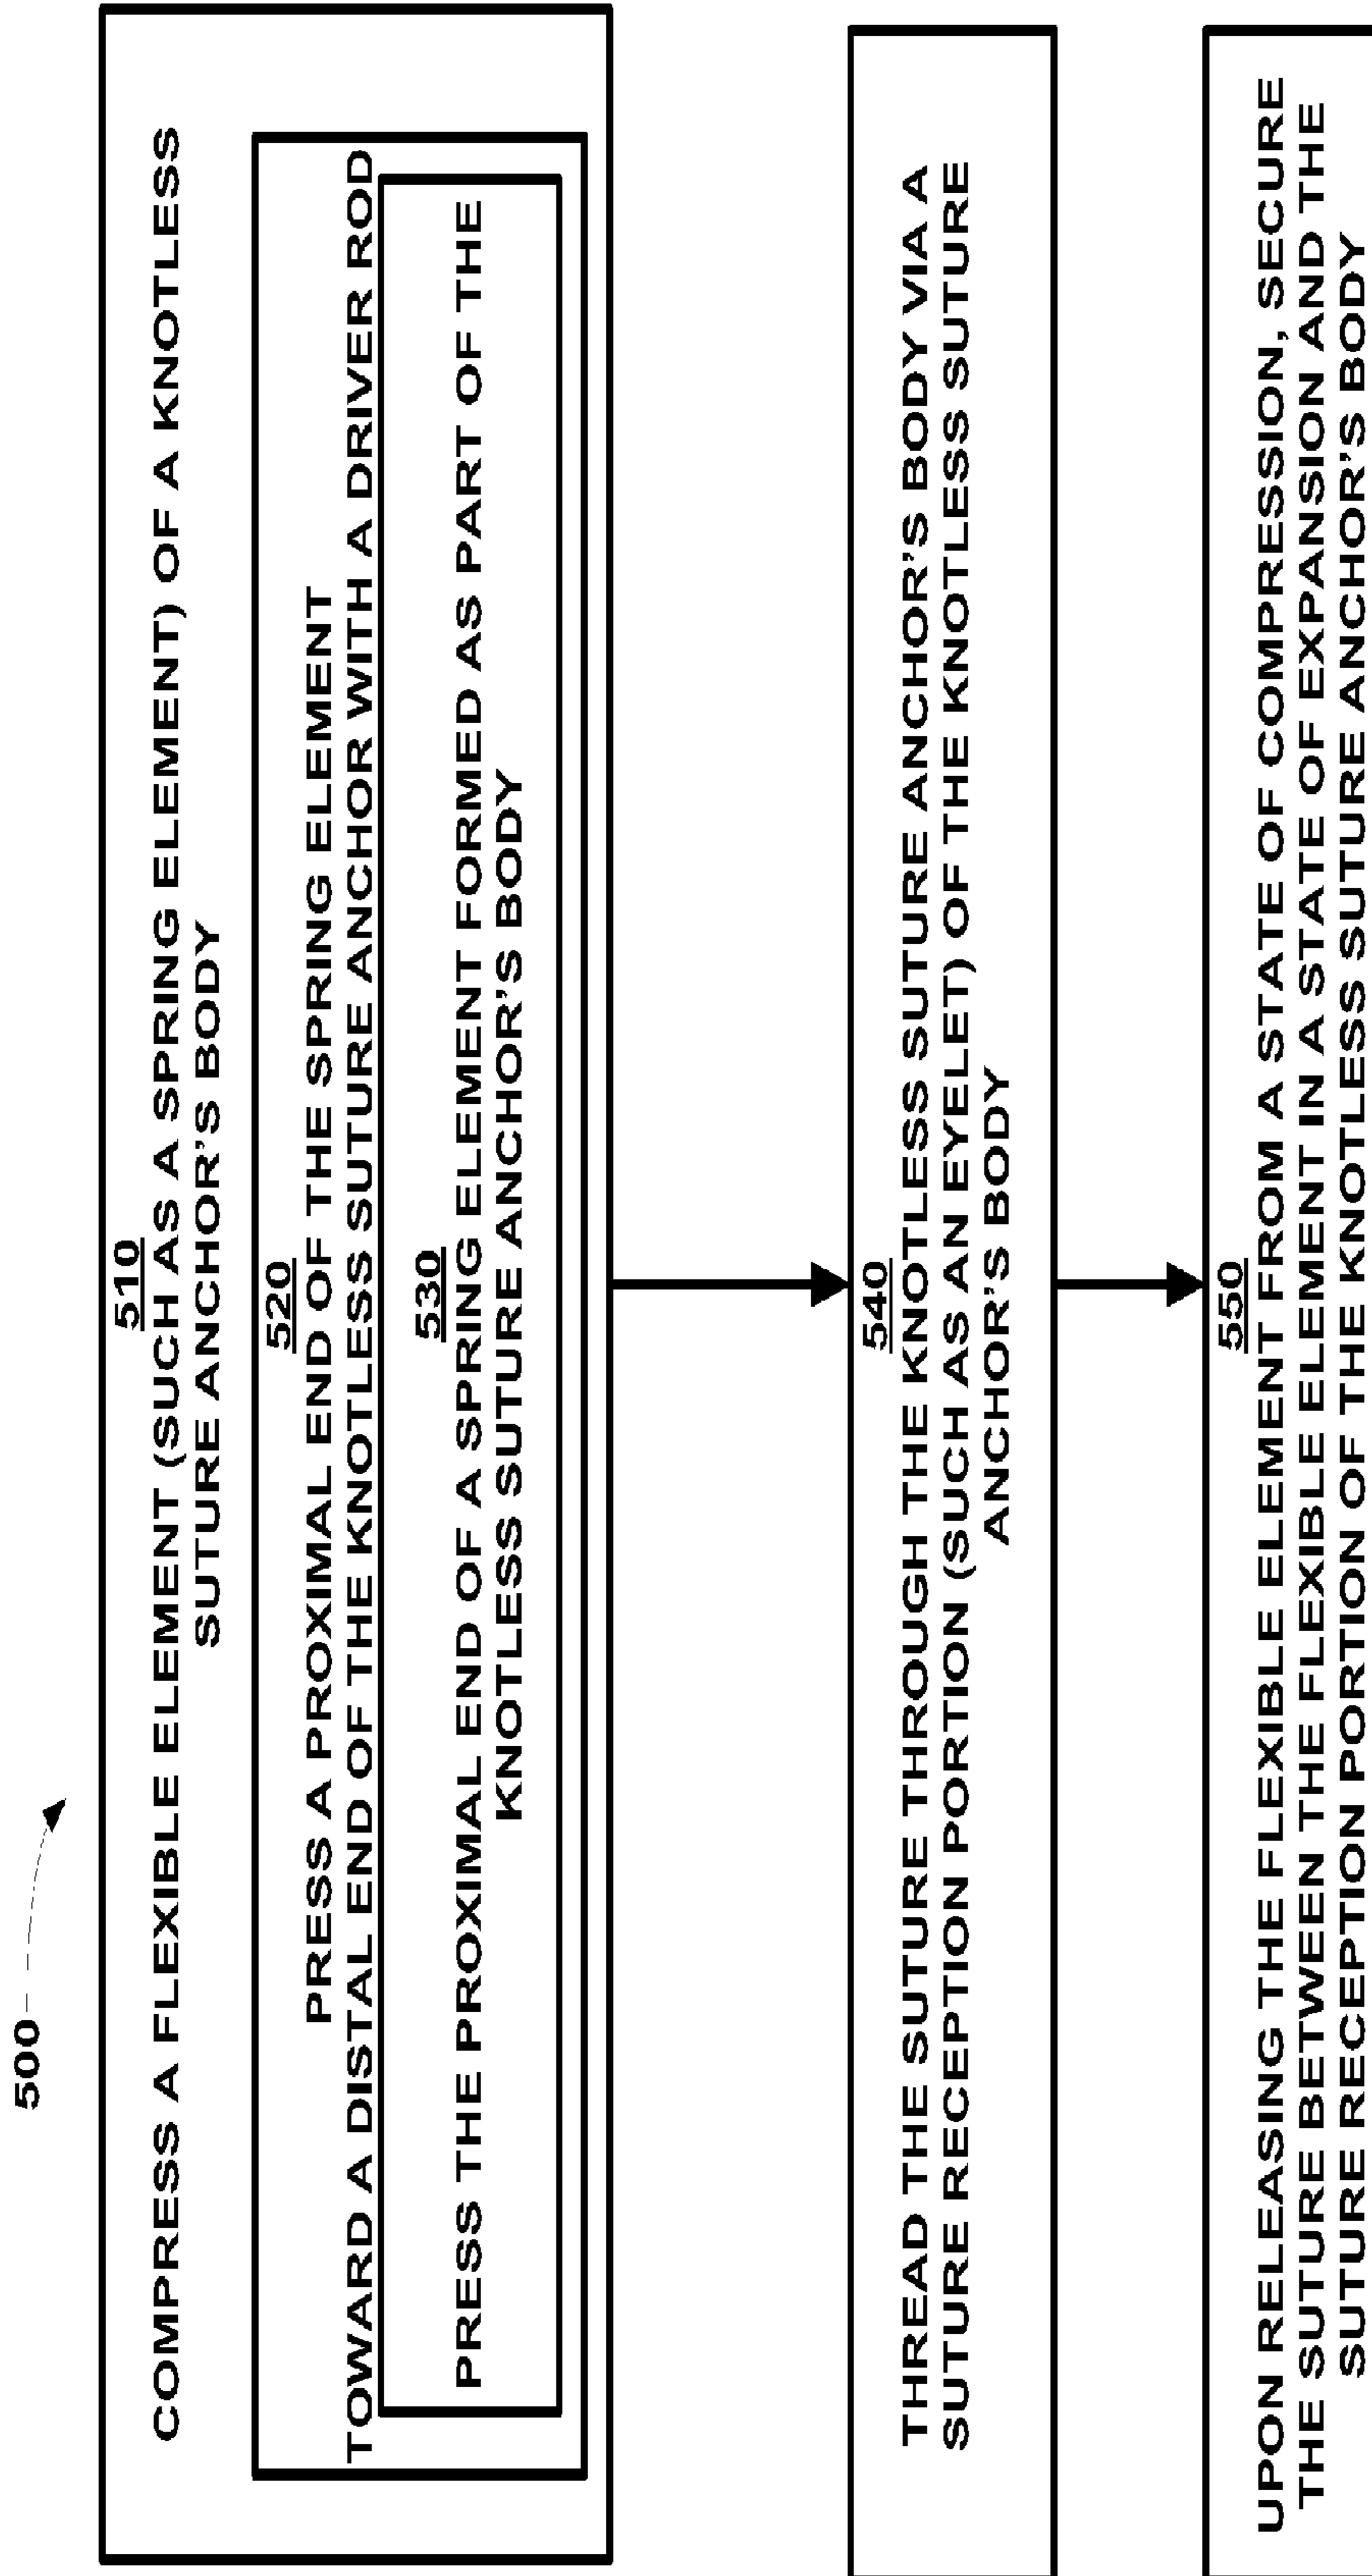 500
510
COMPRESS A FLEXIBLE ELEMENT (SUCH AS A SPRING ELEMENT) OF A KNOTLESS
SUTURE ANCHOR'S BODY
520
PRESS A PROXIMAL END OF THE SPRING ELEMENT
TOWARD A DISTAL END OF THE KNOTLESS SUTURE ANCHOR WITH A DRIVER ROD
530
PRESS THE PROXIMAL END OF A SPRING ELEMENT FORMED AS PART OF THE
KNOTLESS SUTURE ANCHOR'S BODY
540
THREAD THE SUTURE THROUGH THE KNOTLESS SUTURE ANCHOR'S BODY VIA A
SUTURE RECEPTION PORTION (SUCH AS AN EYELET) OF THE KNOTLESS SUTURE
ANCHOR'S BODY
550
UPON RELEASING THE FLEXIBLE ELEMENT FROM A STATE OF COMPRESSION, SECURE
THE SUTURE BETWEEN THE FLEXIBLE ELEMENT IN A STATE OF EXPANSION AND THE
SUTURE RECEPTION PORTION OF THE KNOTLESS SUTURE ANCHOR'S BODY